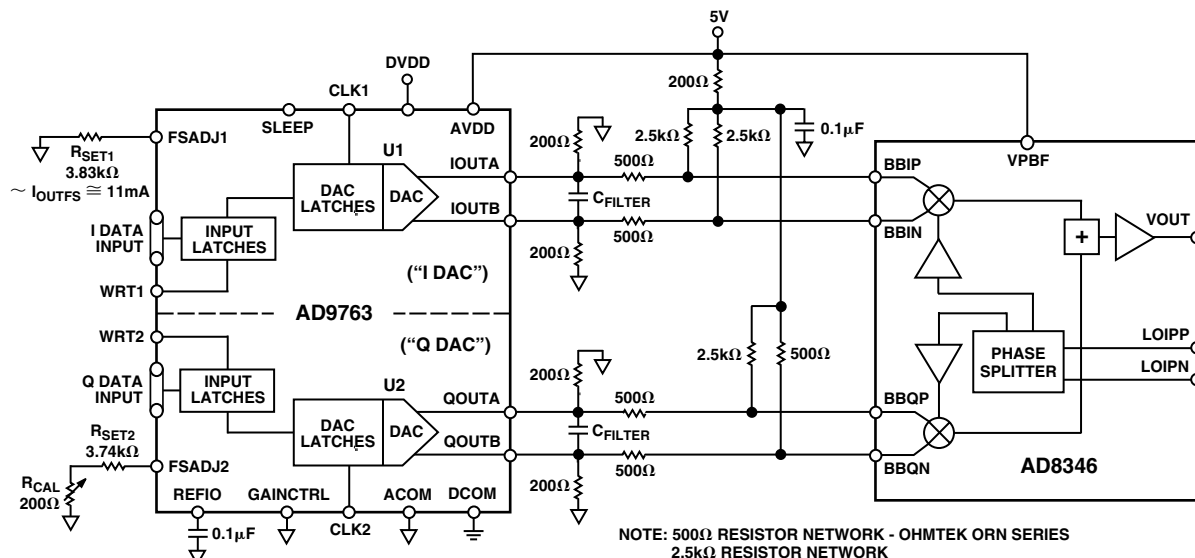 5V
DVDD
CLK1
200Ω
SLEEP
AVDD
FSADJ1
RSET1
3.83kΩ
~ IOUTFS ≅ 11mA
U1
200Ω
2.5kΩ
2.5kΩ
0.1µF
VPBF
IOUTA
500Ω
BBIP
DAC LATCHES
DAC
CFILTER
I DATA INPUT
INPUT LATCHES
IOUTB
500Ω
BBIN
VOUT
+
200Ω
("I DAC")
WRT1
AD9763
WRT2
("Q DAC")
2.5kΩ
500Ω
PHASE SPLITTER
LOIPP
LOIPN
Q DATA INPUT
INPUT LATCHES
U2
200Ω
QOUTA
500Ω
BBQP
DAC LATCHES
DAC
CFILTER
RSET2
3.74kΩ
QOUTB
500Ω
BBQN
FSADJ2
AD8346
RCAL
200Ω
REFIO
GAINCTRL
ACOM
DCOM
200Ω
0.1µF
CLK2
NOTE: 500Ω RESISTOR NETWORK - OHMTEK ORN SERIES
2.5kΩ RESISTOR NETWORK